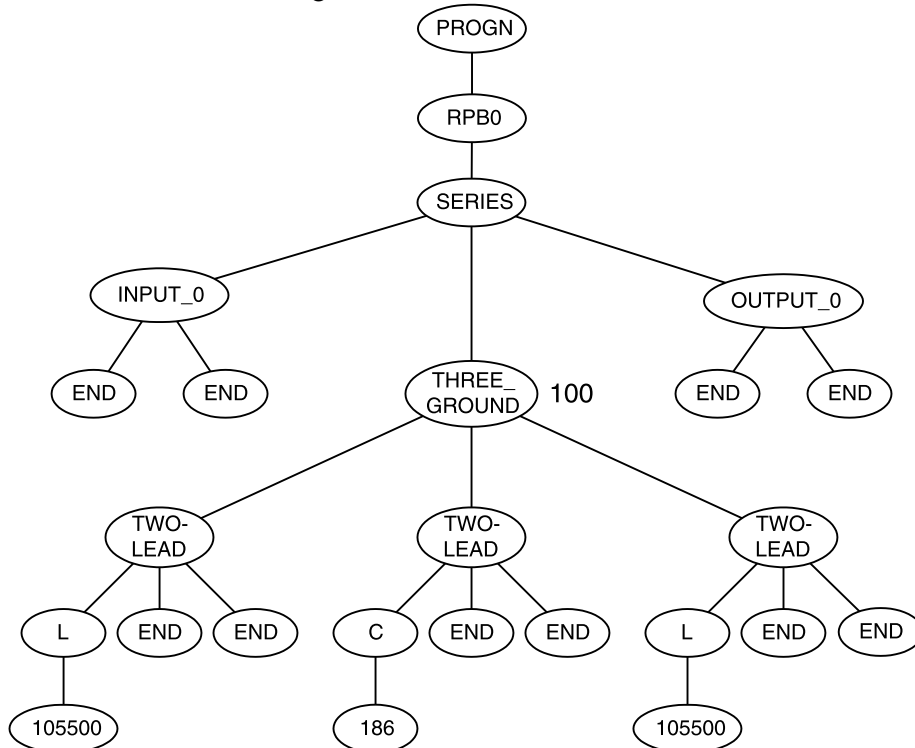 PROGN
RPB0
SERIES
INPUT_0
OUTPUT_0
END
END
THREE_
GROUND
100
END
END
TWO-
LEAD
TWO-
LEAD
TWO-
LEAD
L
END
END
C
END
END
L
END
END
105500
186
105500